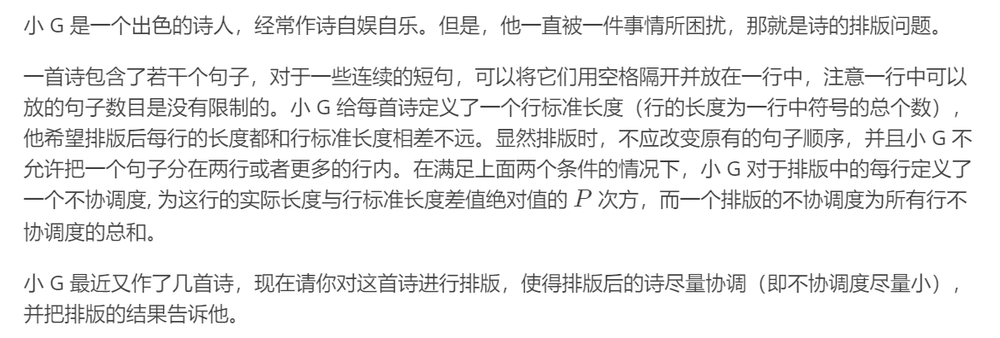 小 G 是一个出色的诗人，经常作诗自娱自乐。但是，他一直被一件事情所困扰，那就是诗的排版问题。
一首诗包含了若干个句子，对于一些连续的短句，可以将它们用空格隔开并放在一行中，注意一行中可以
放的句子数目是没有限制的。小 G 给每首诗定义了一个行标准长度（行的长度为一行中符号的总个数），
他希望排版后每行的长度都和行标准长度相差不远。显然排版时，不应改变原有的句子顺序，并且小 G 不
允许把一个句子分在两行或者更多的行内。在满足上面两个条件的情况下，小 G 对于排版中的每行定义了
一个不协调度, 为这行的实际长度与行标准长度差值绝对值的 P 次方，而一个排版的不协调度为所有行不
协调度的总和。
小 G 最近又作了几首诗，现在请你对这首诗进行排版，使得排版后的诗尽量协调（即不协调度尽量小），
并把排版的结果告诉他。